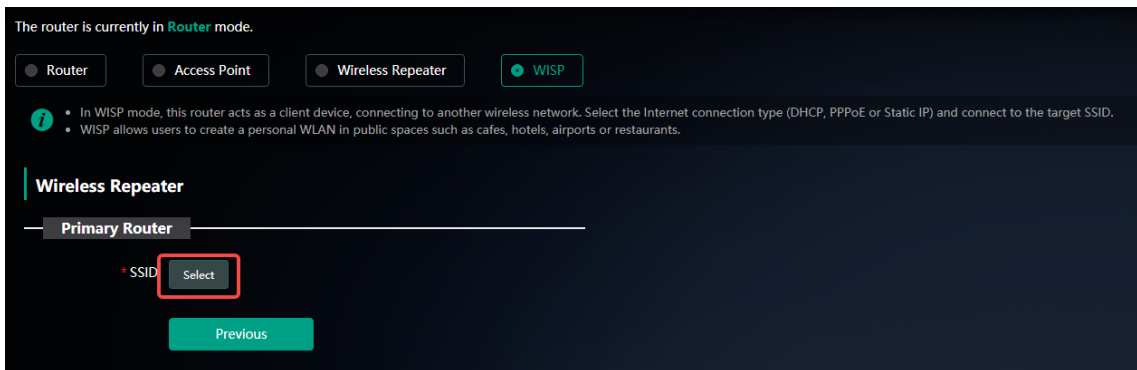 The router is currently in Router mode.
Router Access Point Wireless Repeater WISP
• In WISP mode, this router acts as a client device, connecting to another wireless network. Select the Internet connection type (DHCP, PPPoE or Static IP) and connect to the target SSID.
• WISP allows users to create a personal WLAN in public spaces such as cafes, hotels, airports or restaurants.
Wireless Repeater
Primary Router
* SSID Select
Previous